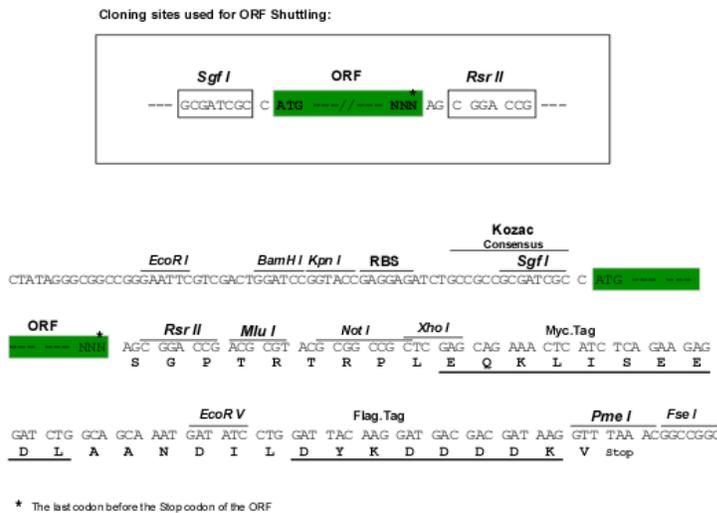 Cloning sites used for ORF Shuttling:
Sgf I ORF Rsr II
*
--- GCGATCGC C ATG ---//--- NNN AG C GGA CCG ---
Kozac
Consensus
EcoR I BamH I Kpn I RBS Sgf I
CTATAGGGCGGCCGGGAATTCGTCGACTGGATCCGGTACCGAGGAGATCTGCCGCCGCGATCGC C ATG --- ---
ORF * Rsr II Mlu I Not I Xho I Myc.Tag
--- --- NNN AGC GGA CCG ACG CGT ACG CGG CCG CTC GAG CAG AAA CTC ATC TCA GAA GAG
S G P T R T R P L E Q K L I S E E
EcoR V Flag.Tag Pme I Fse I
GAT CTG GCA GCA AAT GAT ATC CTG GAT TAC AAG GAT GAC GAC GAT AAG GTT TAA ACGGCCGGC
D L A A N D I L D Y K D D D D K V Stop
* The last codon before the Stop codon of the ORF